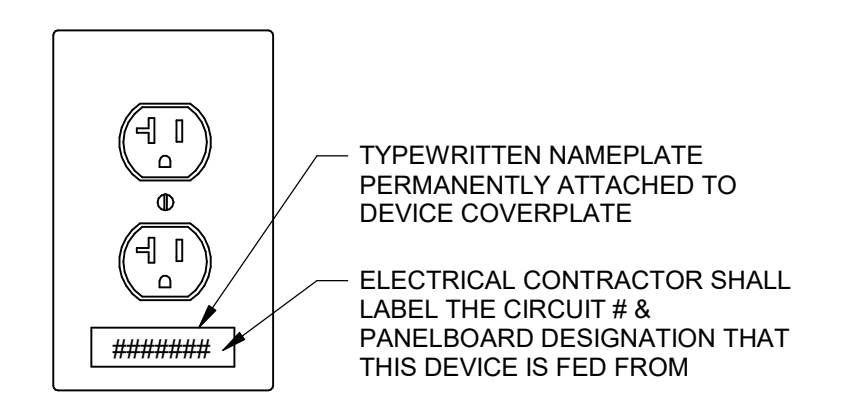 TYPEWRITTEN NAMEPLATE
PERMANENTLY ATTACHED TO
DEVICE COVERPLATE
ELECTRICAL CONTRACTOR SHALL
LABEL THE CIRCUIT # &
PANELBOARD DESIGNATION THAT
THIS DEVICE IS FED FROM
#######